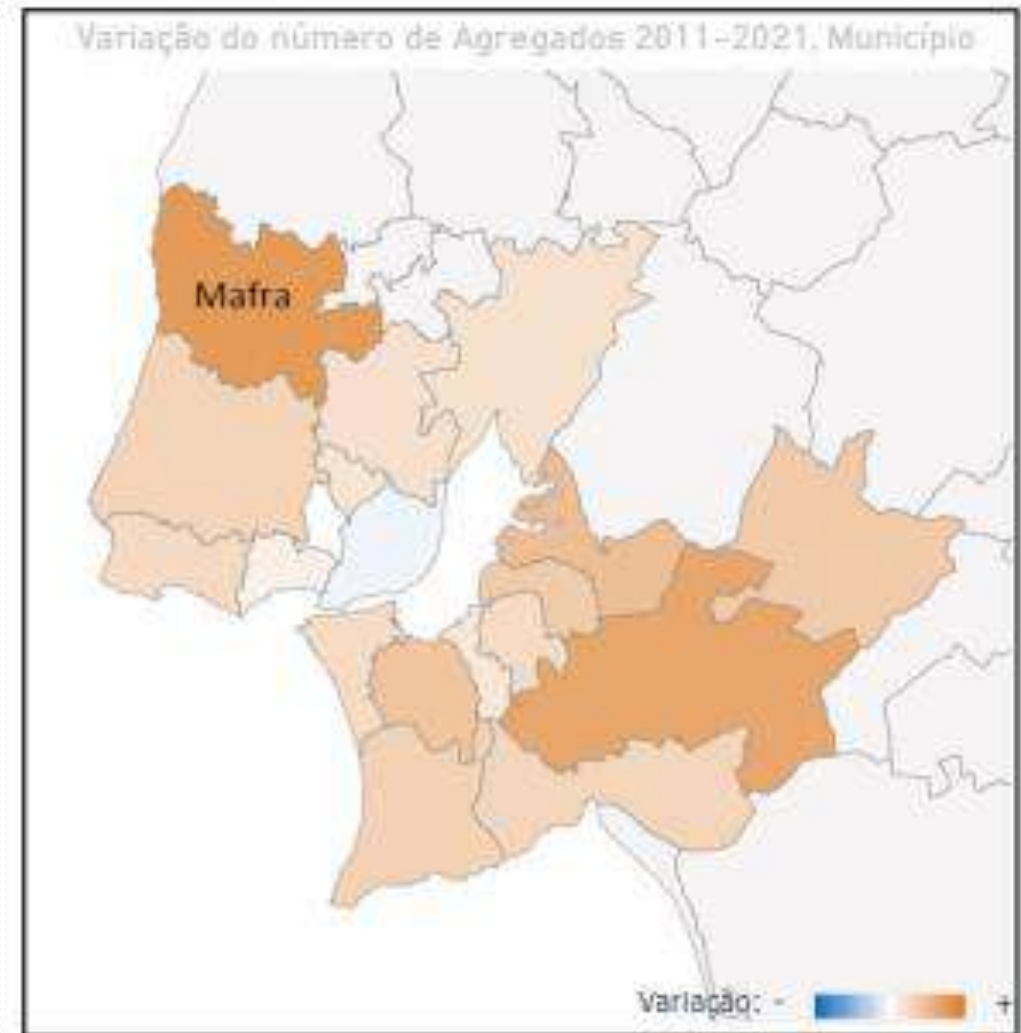 Variação do número de Agregados 2011-2021, Município
Mafra
Variação: - +